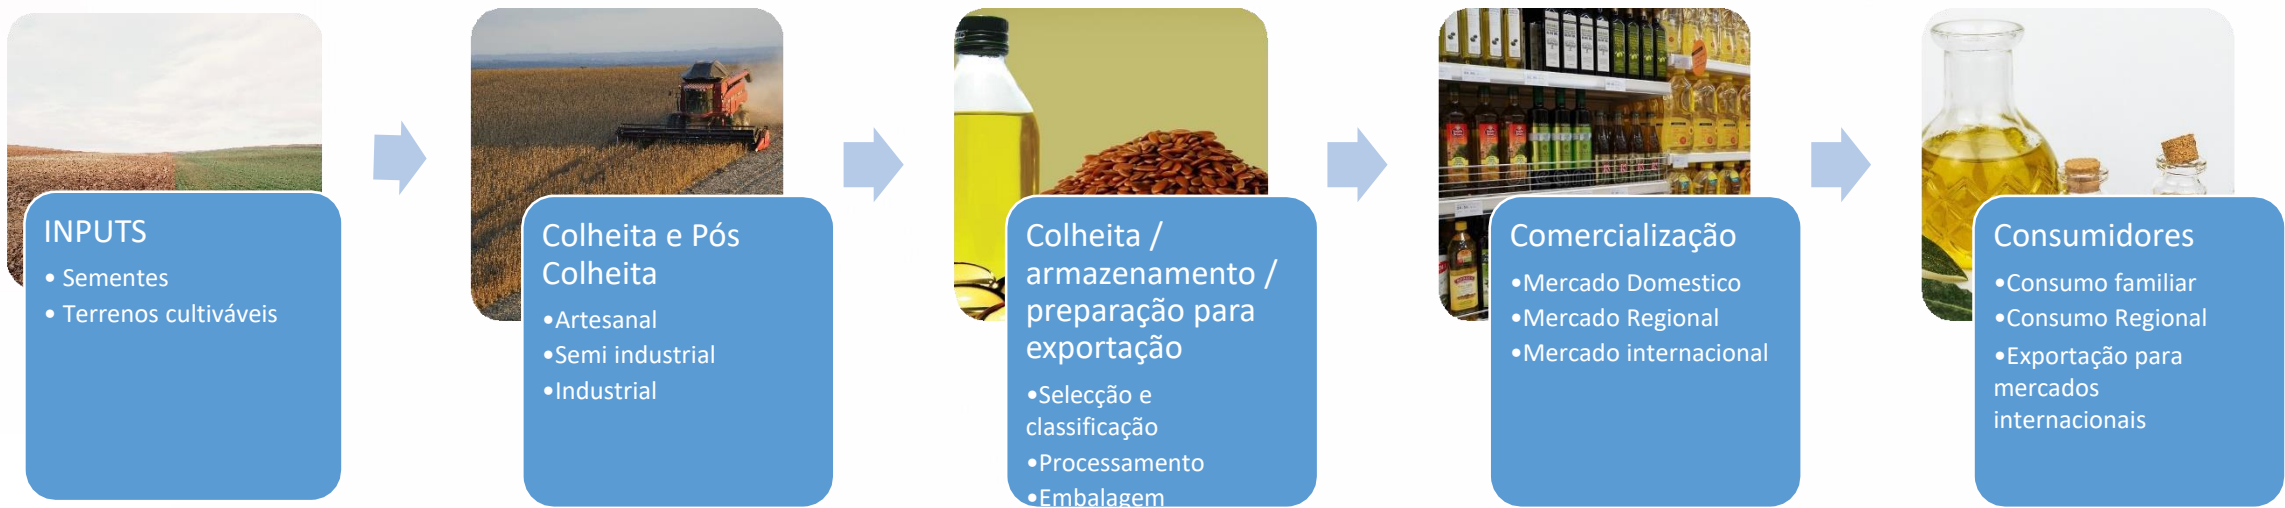 INPUTS
• Sementes
• Terrenos cultiváveis
Colheita e Pós
Colheita
•Artesanal
•Semi industrial
•Industrial
Colheita /
armazenamento /
preparação para
exportação
•Selecção e
classificação
•Processamento
•Embalagem
Comercialização
•Mercado Domestico
•Mercado Regional
•Mercado internacional
Consumidores
•Consumo familiar
•Consumo Regional
•Exportação para
mercados
internacionais